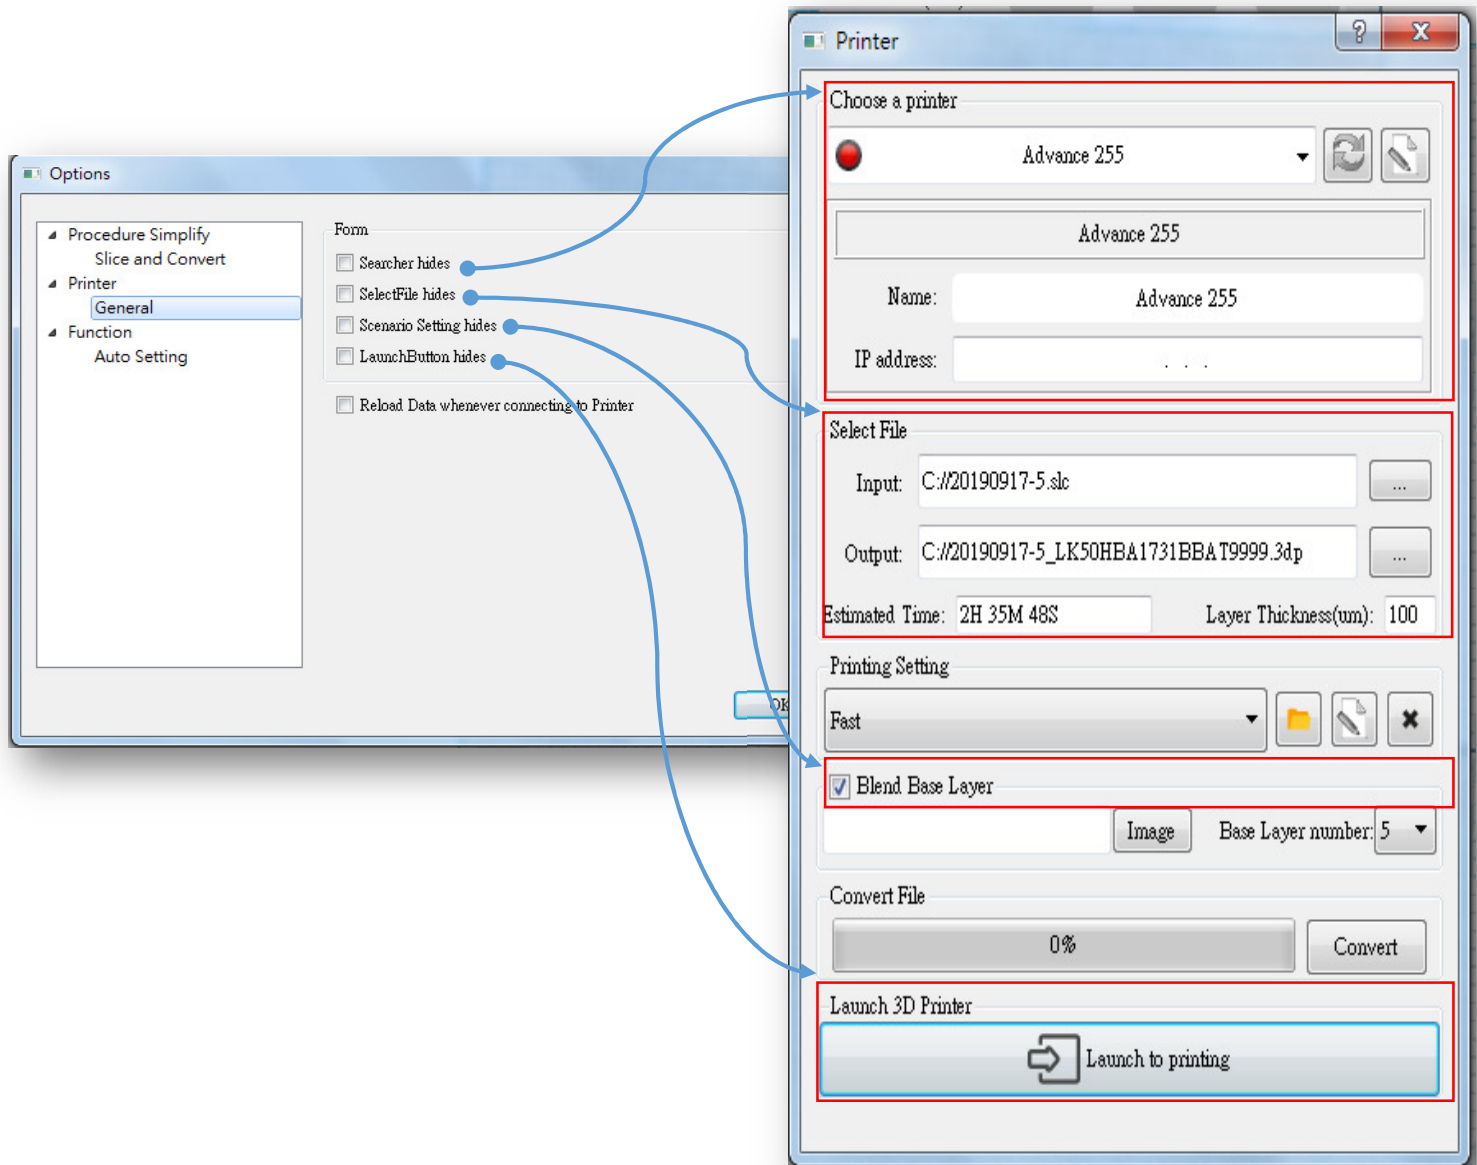 Options
Procedure Simplify
Slice and Convert
Printer
General
Function
Auto Setting
Form
Searcher hides
SelectFile hides
Scenario Setting hides
LaunchButton hides
Reload Data whenever connecting to Printer
Printer
Choose a printer
Advance 255
Advance 255
Name: Advance 255
IP address: . . .
Select File
Input: C://20190917-5.slc ...
Output: C://20190917-5_LK50HBA1731BBAT9999.3dp ...
Estimated Time: 2H 35M 48S Layer Thickness(um): 100
Printing Setting
Fast
Blend Base Layer
Image Base Layer number: 5
Convert File
0% Convert
Launch 3D Printer
Launch to printing